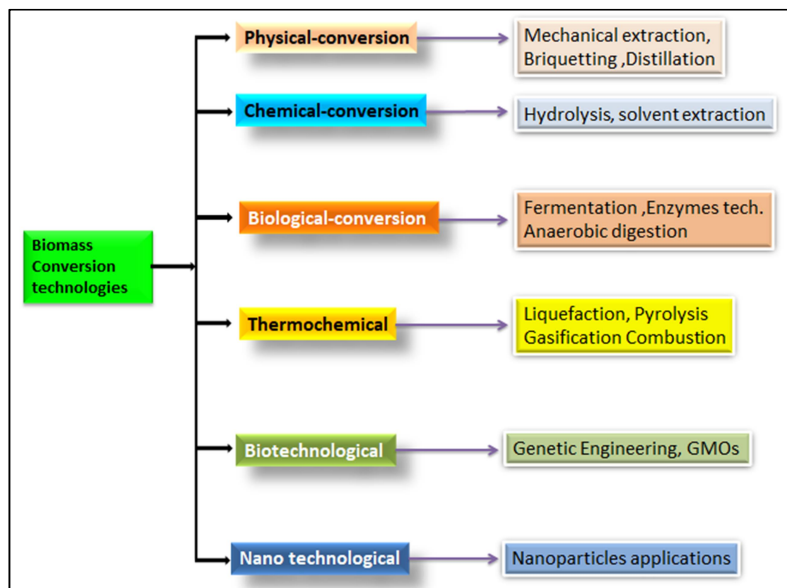 Biomass
Conversion
technologies
Physical-conversion
Mechanical extraction,
Briquetting ,Distillation
Chemical-conversion
Hydrolysis, solvent extraction
Biological-conversion
Fermentation ,Enzymes tech.
Anaerobic digestion
Thermochemical
Liquefaction, Pyrolysis
Gasification Combustion
Biotechnological
Genetic Engineering, GMOs
Nano technological
Nanoparticles applications